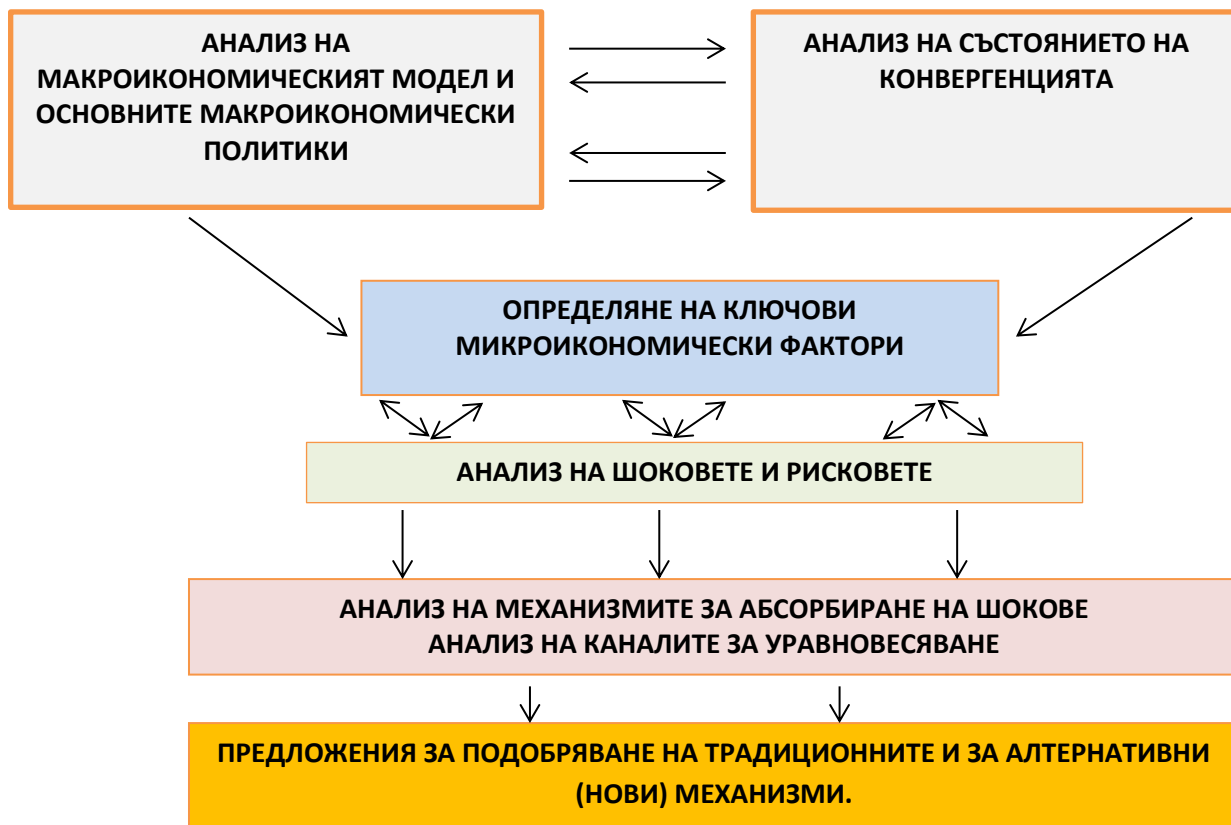 АНАЛИЗ НА
МАКРОИКОНОМИЧЕСКИЯТ МОДЕЛ И
ОСНОВНИТЕ МАКРОИКОНОМИЧЕСКИ
ПОЛИТИКИ
АНАЛИЗ НА СЪСТОЯНИЕТО НА
КОНВЕРГЕНЦИЯТА
ОПРЕДЕЛЯНЕ НА КЛЮЧОВИ
МИКРОИКОНОМИЧЕСКИ ФАКТОРИ
АНАЛИЗ НА ШОКОВЕТЕ И РИСКОВЕТЕ
АНАЛИЗ НА МЕХАНИЗМИТЕ ЗА АБСОРБИРАНЕ НА ШОКОВЕ
АНАЛИЗ НА КАНАЛИТЕ ЗА УРАВНОВЕСЯВАНЕ
ПРЕДЛОЖЕНИЯ ЗА ПОДОБРЯВАНЕ НА ТРАДИЦИОННИТЕ И ЗА АЛТЕРНАТИВНИ
(НОВИ) МЕХАНИЗМИ.